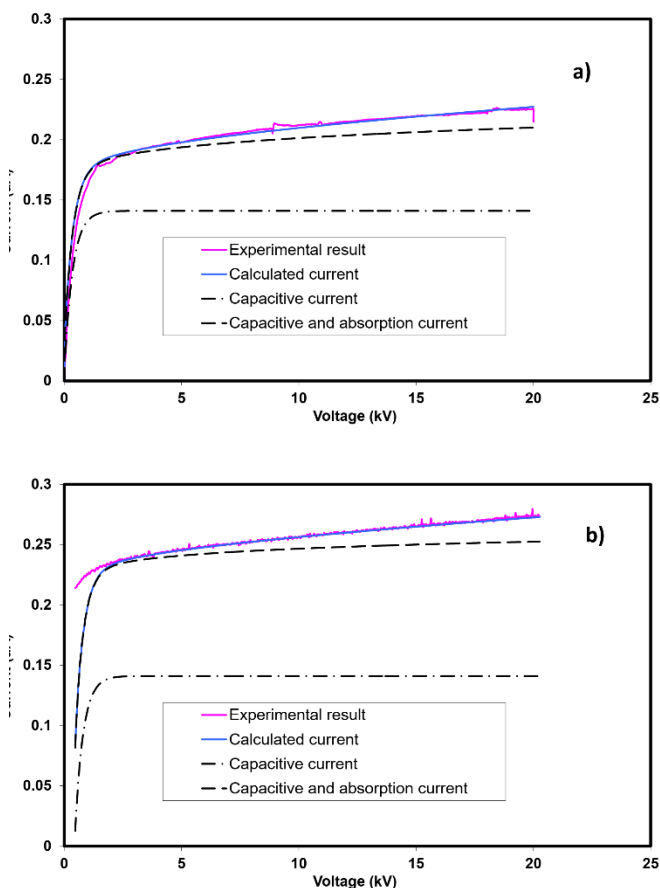 0.3
a)
0.25
0.2
0.15
0.1
0.05
0
Experimental result
Calculated current
Capacitive current
Capacitive and absorption current
0 5 10 15 20 25
Voltage (kV)
0.3
b)
0.25
0.2
0.15
0.1
0.05
0
Experimental result
Calculated current
Capacitive current
Capacitive and absorption current
0 5 10 15 20 25
Voltage (kV)